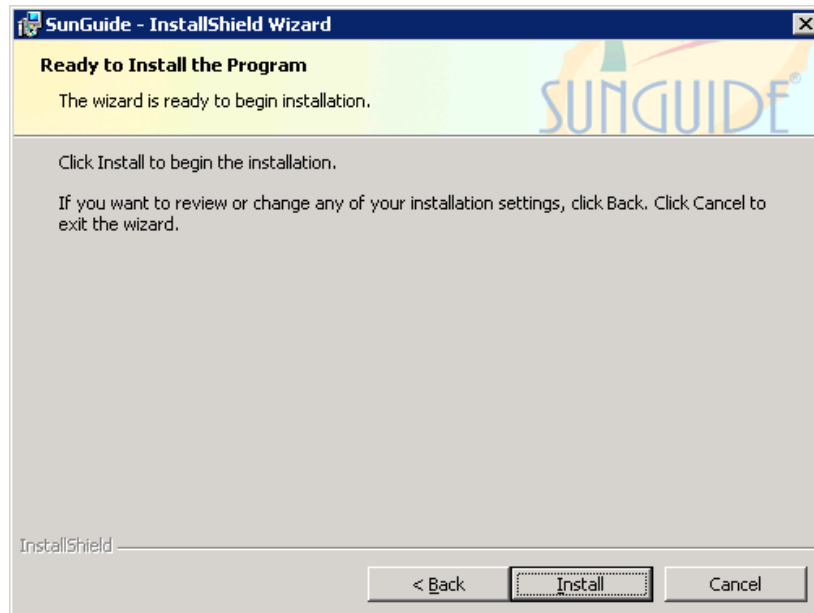 SunGuide - InstallShield Wizard
Ready to Install the Program
The wizard is ready to begin installation.
SUNGUIDE®
Click Install to begin the installation.
If you want to review or change any of your installation settings, click Back. Click Cancel to
exit the wizard.
InstallShield
< Back
Install
Cancel